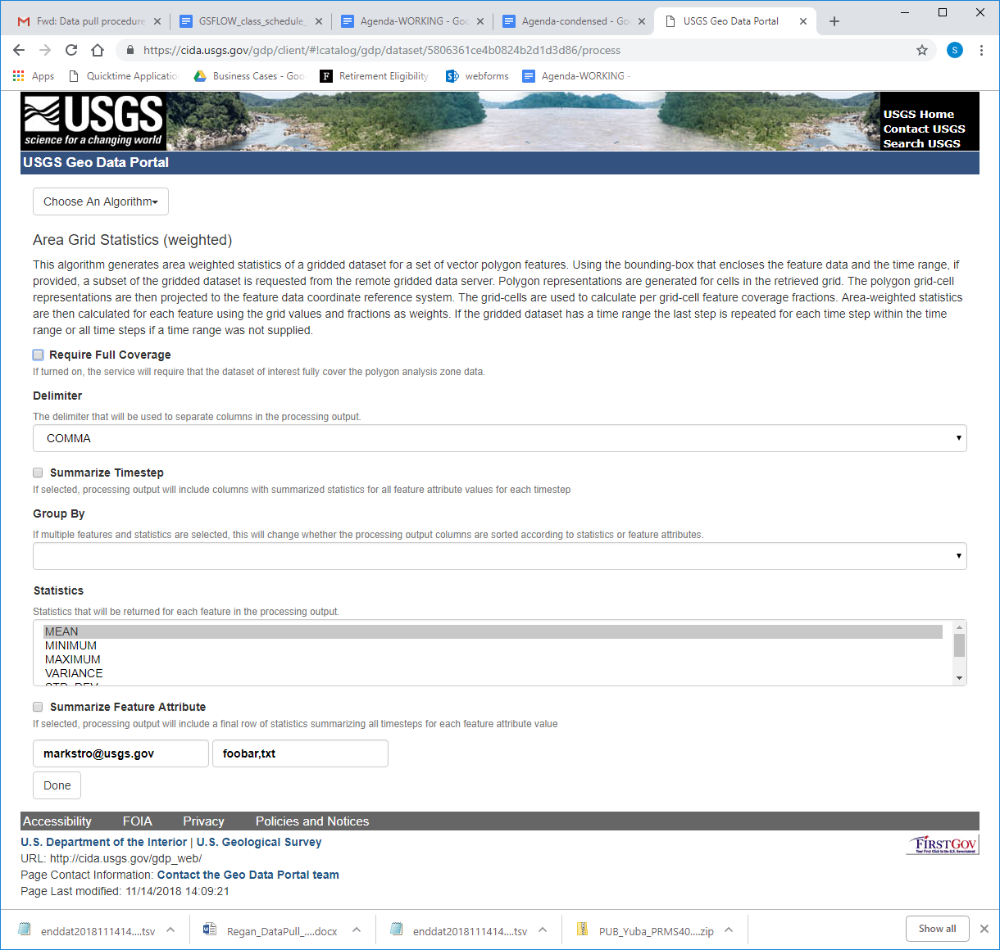 Fwd: Data pull procedure
GSFLOW_class_schedule_
Agenda-WORKING - Goo
Agenda-condensed - Go
USGS Geo Data Portal
https://cida.usgs.gov/gdp/client/#!catalog/gdp/dataset/5806361ce4b0824b2d1d3d86/process
S
Apps
Quicktime Applicatio
Business Cases - Goo
F
Retirement Eligibility
webforms
Agenda-WORKING -
USGS
science for a changing world
USGS Home
Contact USGS
Search USGS
USGS Geo Data Portal
Choose An Algorithm
Area Grid Statistics (weighted)
This algorithm generates area weighted statistics of a gridded dataset for a set of vector polygon features. Using the bounding-box that encloses the feature data and the time range, if
provided, a subset of the gridded dataset is requested from the remote gridded data server. Polygon representations are generated for cells in the retrieved grid. The polygon grid-cell
representations are then projected to the feature data coordinate reference system. The grid-cells are used to calculate per grid-cell feature coverage fractions. Area-weighted statistics
are then calculated for each feature using the grid values and fractions as weights. If the gridded dataset has a time range the last step is repeated for each time step within the time
range or all time steps if a time range was not supplied.
Require Full Coverage
If turned on, the service will require that the dataset of interest fully cover the polygon analysis zone data.
Delimiter
The delimiter that will be used to separate columns in the processing output.
COMMA
Summarize Timestep
If selected, processing output will include columns with summarized statistics for all feature attribute values for each timestep
Group By
If multiple features and statistics are selected, this will change whether the processing output columns are sorted according to statistics or feature attributes.
Statistics
Statistics that will be returned for each feature in the processing output.
MEAN
MINIMUM
MAXIMUM
VARIANCE
STD_DEV
Summarize Feature Attribute
If selected, processing output will include a final row of statistics summarizing all timesteps for each feature attribute value
markstro@usgs.gov
foobar,txt
Done
Accessibility FOIA Privacy Policies and Notices
U.S. Department of the Interior | U.S. Geological Survey
URL: http://cida.usgs.gov/gdp_web/
Page Contact Information: Contact the Geo Data Portal team
Page Last modified: 11/14/2018 14:09:21
FIRSTGOV
Your First Click to the U.S. Government
enddat2018111414....tsv
Regan_DataPull_....docx
enddat2018111414....tsv
PUB_Yuba_PRMS40....zip
Show all